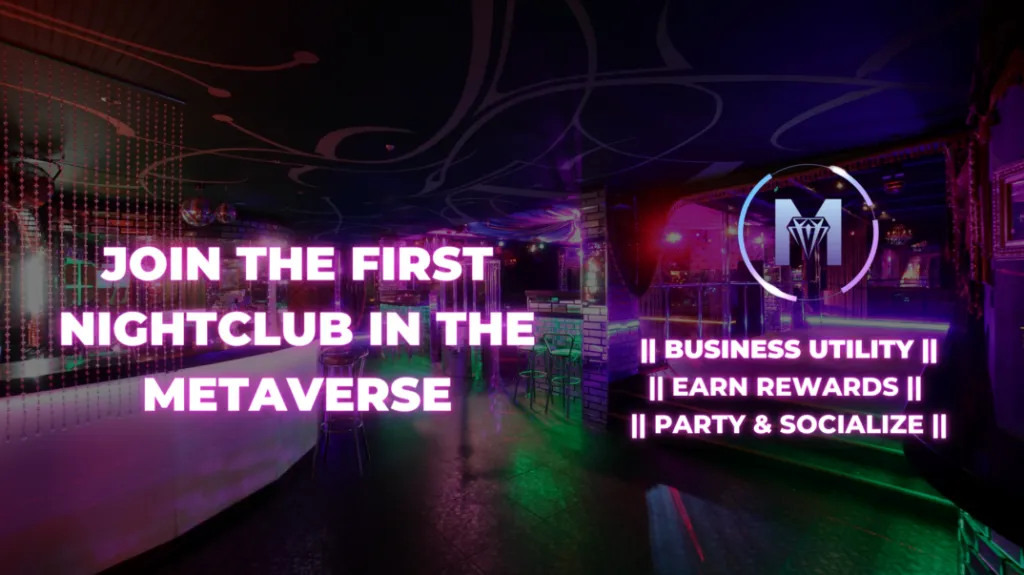 JOIN THE FIRST
NIGHTCLUB IN THE
METAVERSE
M
|| BUSINESS UTILITY ||
|| EARN REWARDS ||
|| PARTY & SOCIALIZE ||